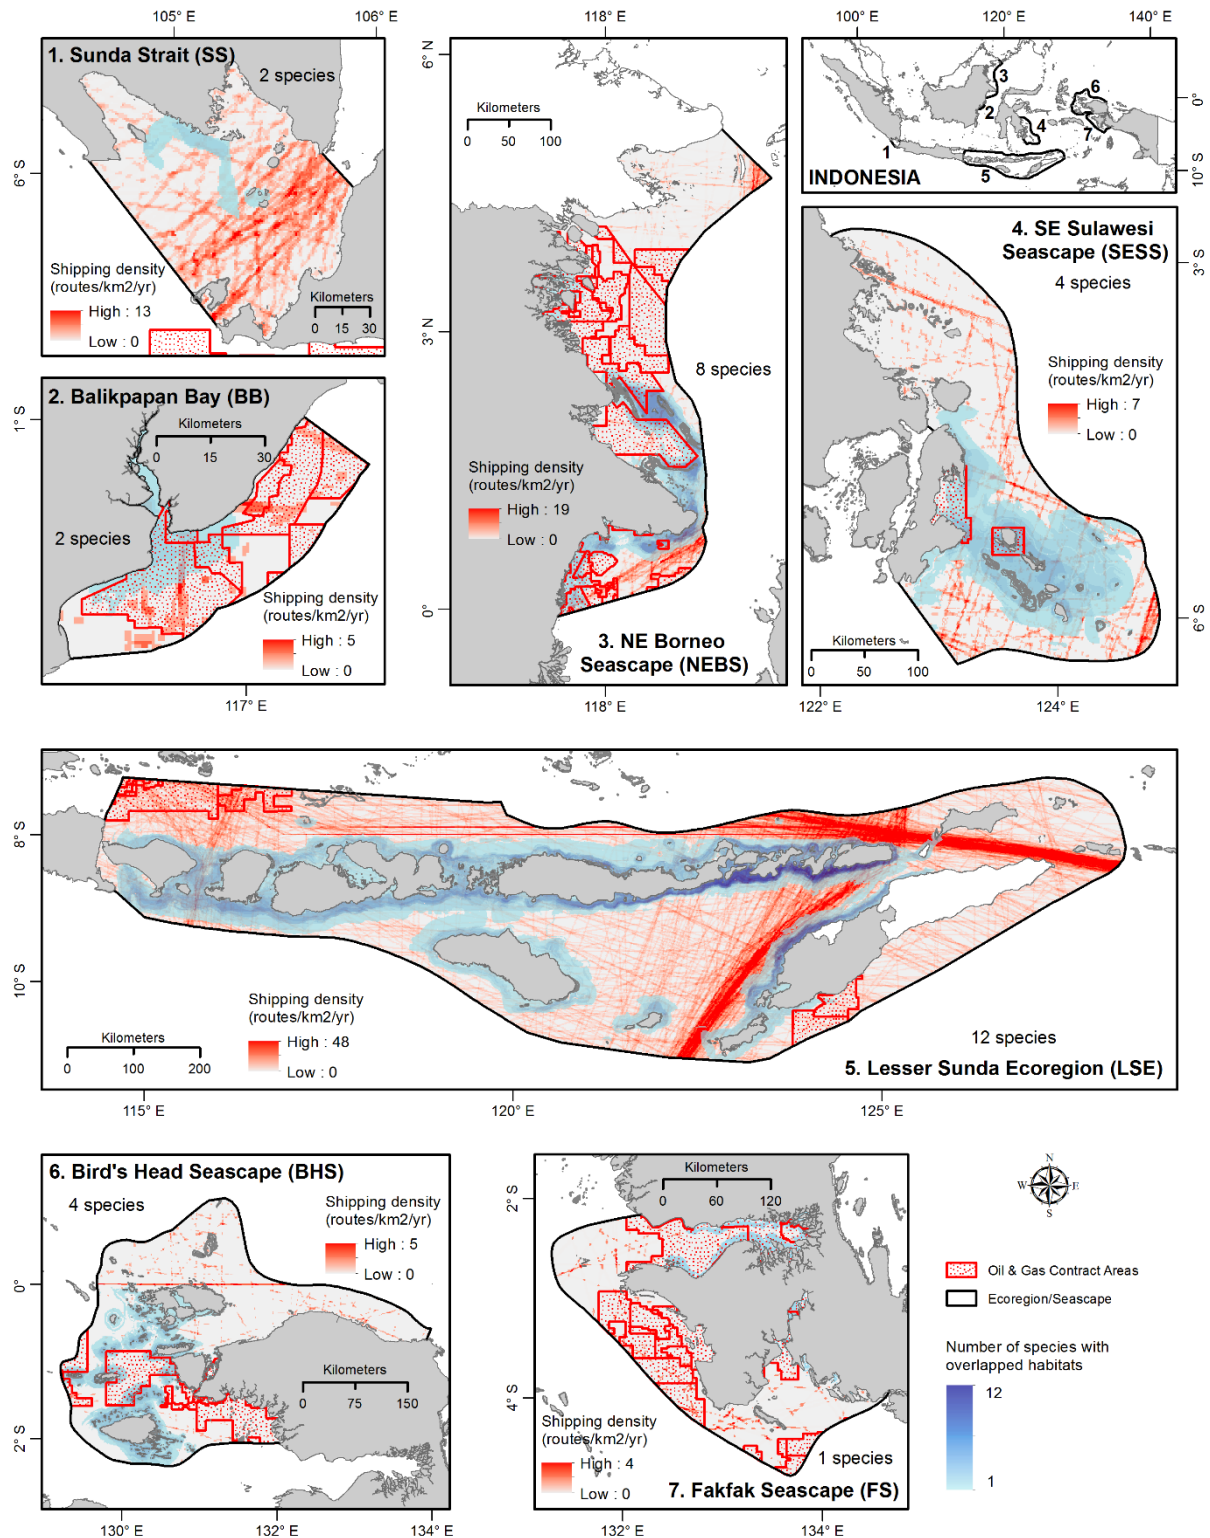 105° E
106° E
118° E
100° E
120° E
140° E
1. Sunda Strait (SS)
2 species
6° S
Shipping density
(routes/km2/yr)
High : 13
Low : 0
Kilometers
0 15 30
2. Balikpapan Bay (BB)
1° S
Kilometers
0 15 30
2 species
Shipping density
(routes/km2/yr)
High : 5
Low : 0
117° E
6° N
Kilometers
0 50 100
3° N
8 species
Shipping density
(routes/km2/yr)
High : 19
Low : 0
0°
3. NE Borneo
Seascape (NEBS)
118° E
3
6
2
4
7
1
5
INDONESIA
0°
10° S
4. SE Sulawesi
Seascape (SESS)
4 species
3° S
Shipping density
(routes/km2/yr)
High : 7
Low : 0
6° S
Kilometers
0 50 100
122° E
124° E
8° S
10° S
Shipping density
(routes/km2/yr)
High : 48
Low : 0
Kilometers
0 100 200
12 species
5. Lesser Sunda Ecoregion (LSE)
115° E
120° E
125° E
6. Bird's Head Seascape (BHS)
4 species
Shipping density
(routes/km2/yr)
High : 5
Low : 0
0°
Kilometers
0 75 150
2° S
130° E
132° E
134° E
Kilometers
0 60 120
2° S
4° S
Shipping density
(routes/km2/yr)
High : 4
Low : 0
1 species
7. Fakfak Seascape (FS)
132° E
134° E
N
W E
S
Oil & Gas Contract Areas
Ecoregion/Seascape
Number of species with
overlapped habitats
12
1